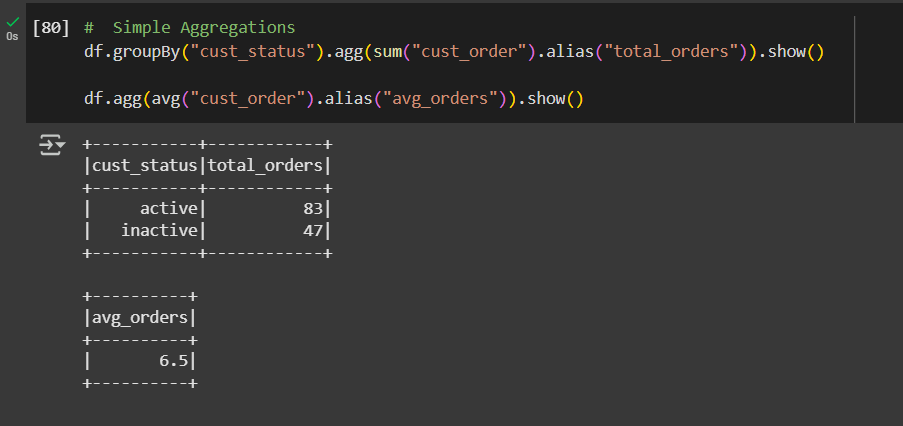 [80] #  Simple Aggregations
df.groupBy("cust_status").agg(sum("cust_order").alias("total_orders")).show()
0s
df.agg(avg("cust_order").alias("avg_orders")).show()
+-----------+------------+
|cust_status|total_orders|
+-----------+------------+
|     active|          83|
|   inactive|          47|
+-----------+------------+
+----------+
|avg_orders|
+----------+
|       6.5|
+----------+